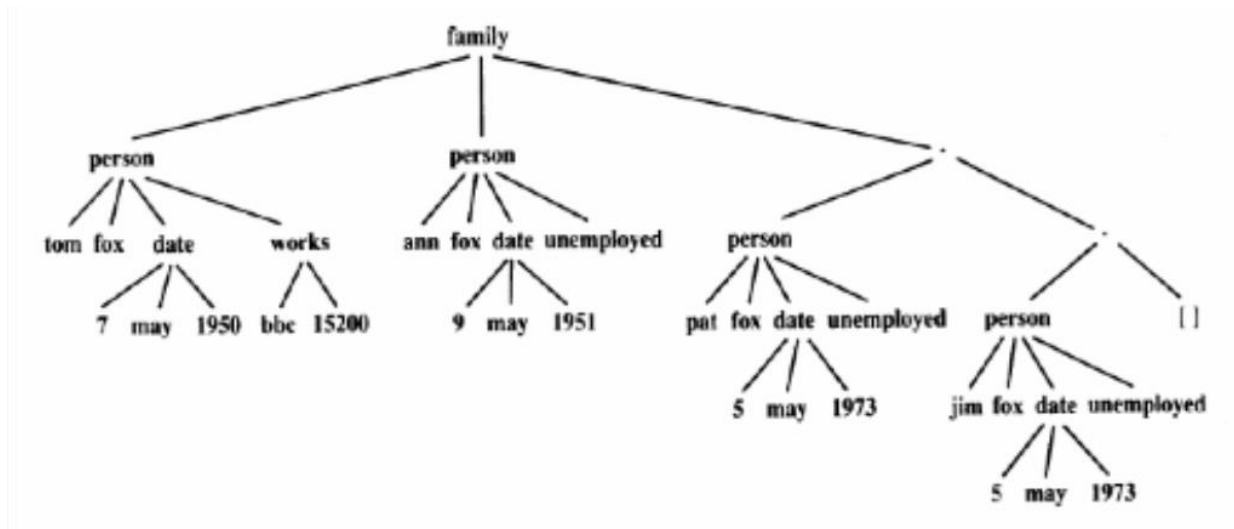 family
person person .
tom fox date works ann fox date unemployed person .
7 may 1950 bbc 15200 9 may 1951 pat fox date unemployed person [ ]
5 may 1973 jim fox date unemployed
5 may 1973